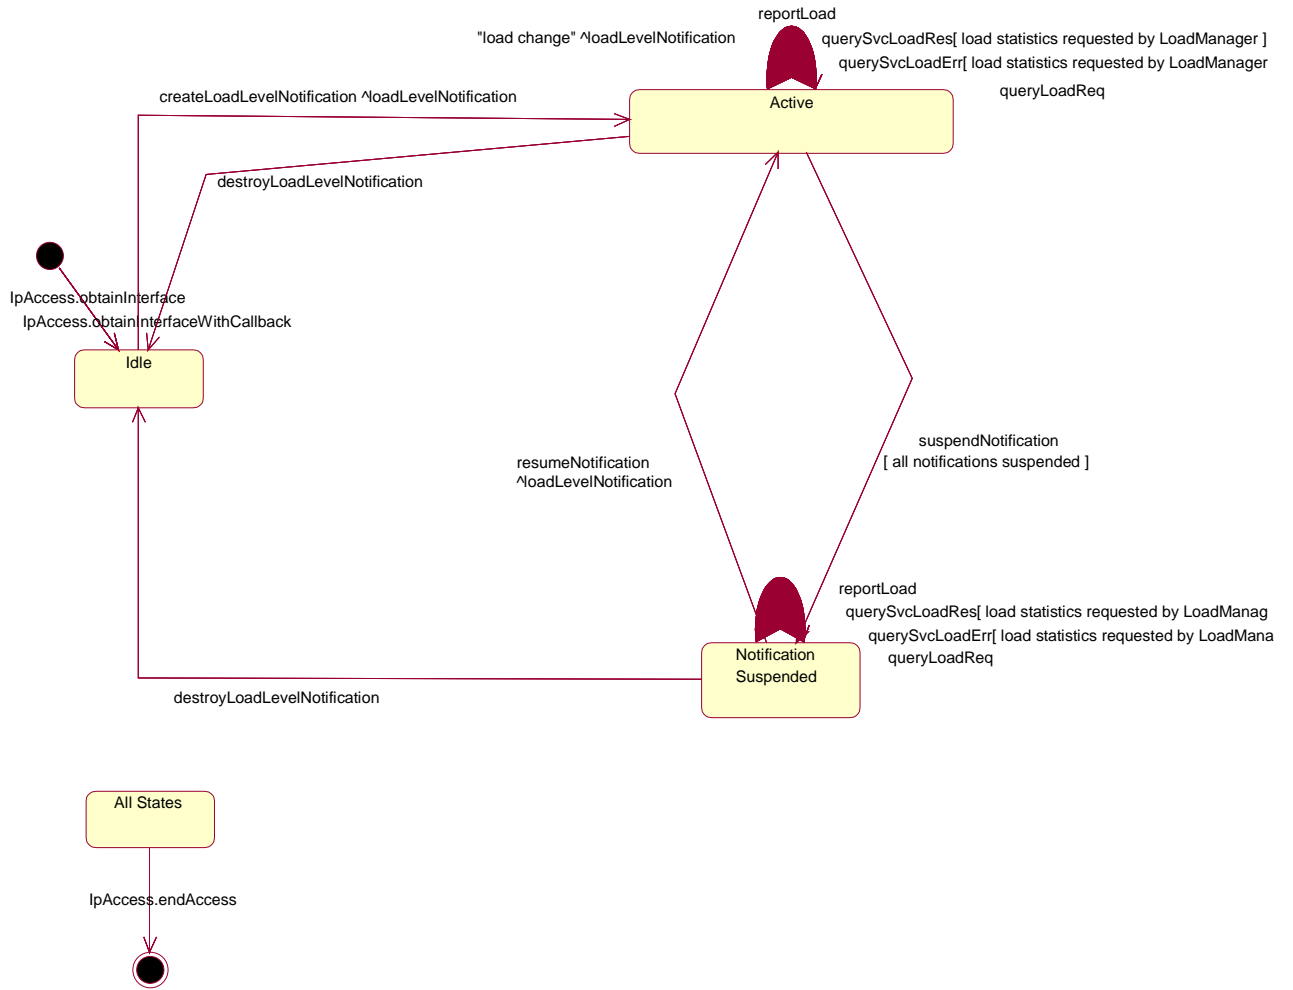 reportLoad
"load change" ^loadLevelNotification
querySvcLoadRes[ load statistics requested by LoadManager ]
querySvcLoadErr[ load statistics requested by LoadManager
queryLoadReq
createLoadLevelNotification ^loadLevelNotification
Active
destroyLoadLevelNotification
IpAccess.obtainInterface
IpAccess.obtainInterfaceWithCallback
Idle
suspendNotification
[ all notifications suspended ]
resumeNotification
^loadLevelNotification
reportLoad
querySvcLoadRes[ load statistics requested by LoadManag
querySvcLoadErr[ load statistics requested by LoadMana
queryLoadReq
Notification
Suspended
destroyLoadLevelNotification
All States
IpAccess.endAccess